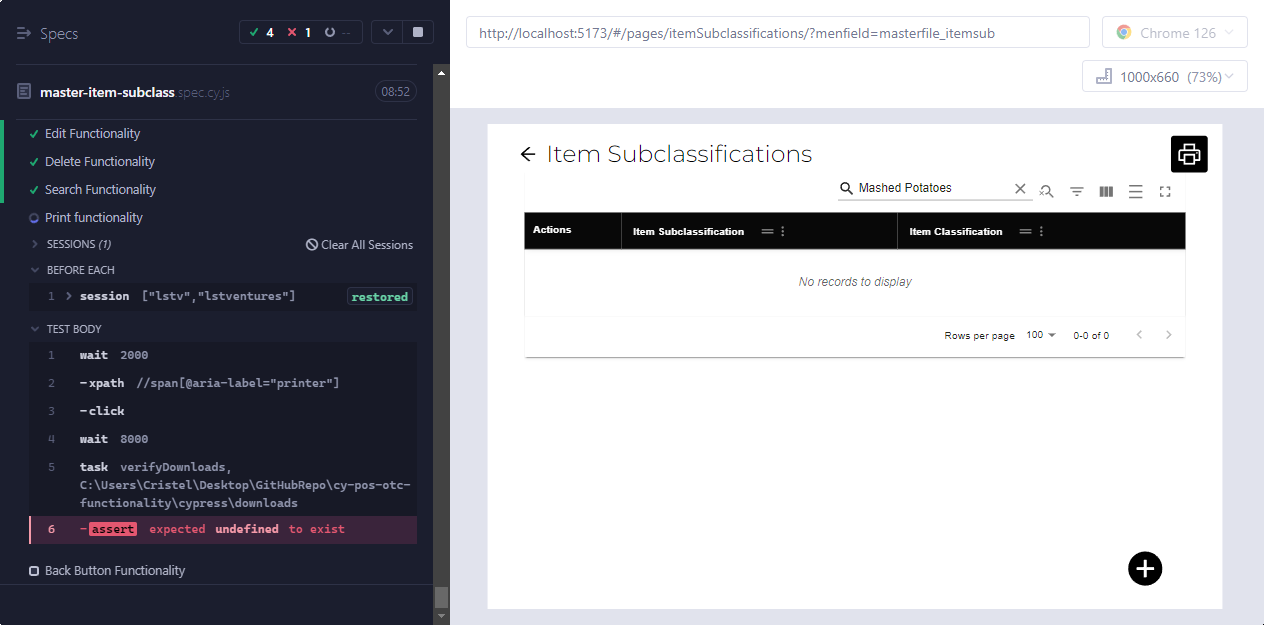 Specs
4 1 --
master-item-subclass.spec.cy.js 08:52
Edit Functionality
Delete Functionality
Search Functionality
Print functionality
SESSIONS (1) Clear All Sessions
BEFORE EACH
1 session ["lstv","lstventures"] restored
TEST BODY
1 wait 2000
2 -xpath //span[@aria-label="printer"]
3 -click
4 wait 8000
5 task verifyDownloads,
C:\Users\Cristel\Desktop\GitHubRepo\cy-pos-otc-
functionality\cypress\downloads
6 -assert expected undefined to exist
Back Button Functionality
http://localhost:5173/#/pages/itemSubclassifications/?menfield=masterfile_itemsub
Chrome 126
1000x660 (73%)
Item Subclassifications
Mashed Potatoes
Actions Item Subclassification Item Classification
No records to display
Rows per page 100 0-0 of 0